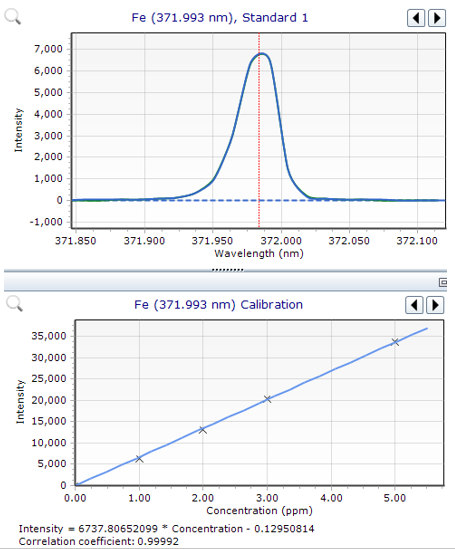 Fe (371.993 nm), Standard 1
Intensity
7,000
6,000
5,000
4,000
3,000
2,000
1,000
0
-1,000
371.850 371.900 371.950 372.000 372.050 372.100
Wavelength (nm)
Fe (371.993 nm) Calibration
Intensity
35,000
30,000
25,000
20,000
15,000
10,000
5,000
0
0.00 1.00 2.00 3.00 4.00 5.00
Concentration (ppm)
Intensity = 6737.80652099 * Concentration - 0.12950814
Correlation coefficient: 0.99992